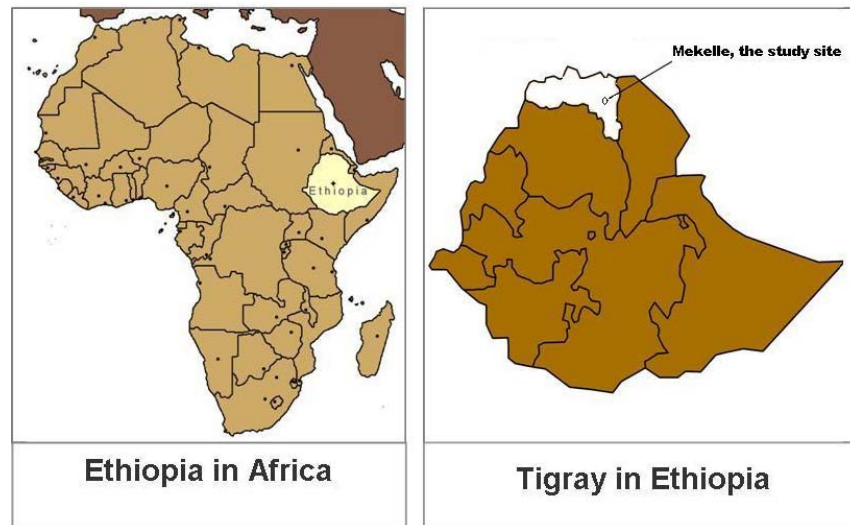 Ethiopia
Ethiopia in Africa
Mekelle, the study site
Tigray in Ethiopia